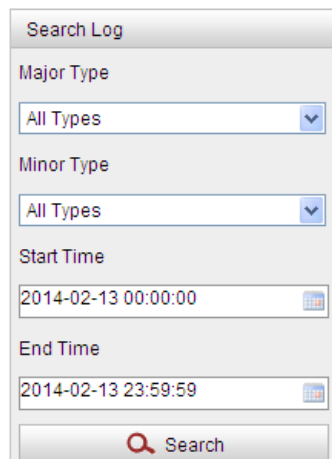 Search Log
Major Type
All Types
Minor Type
All Types
Start Time
2014-02-13 00:00:00
End Time
2014-02-13 23:59:59
Search